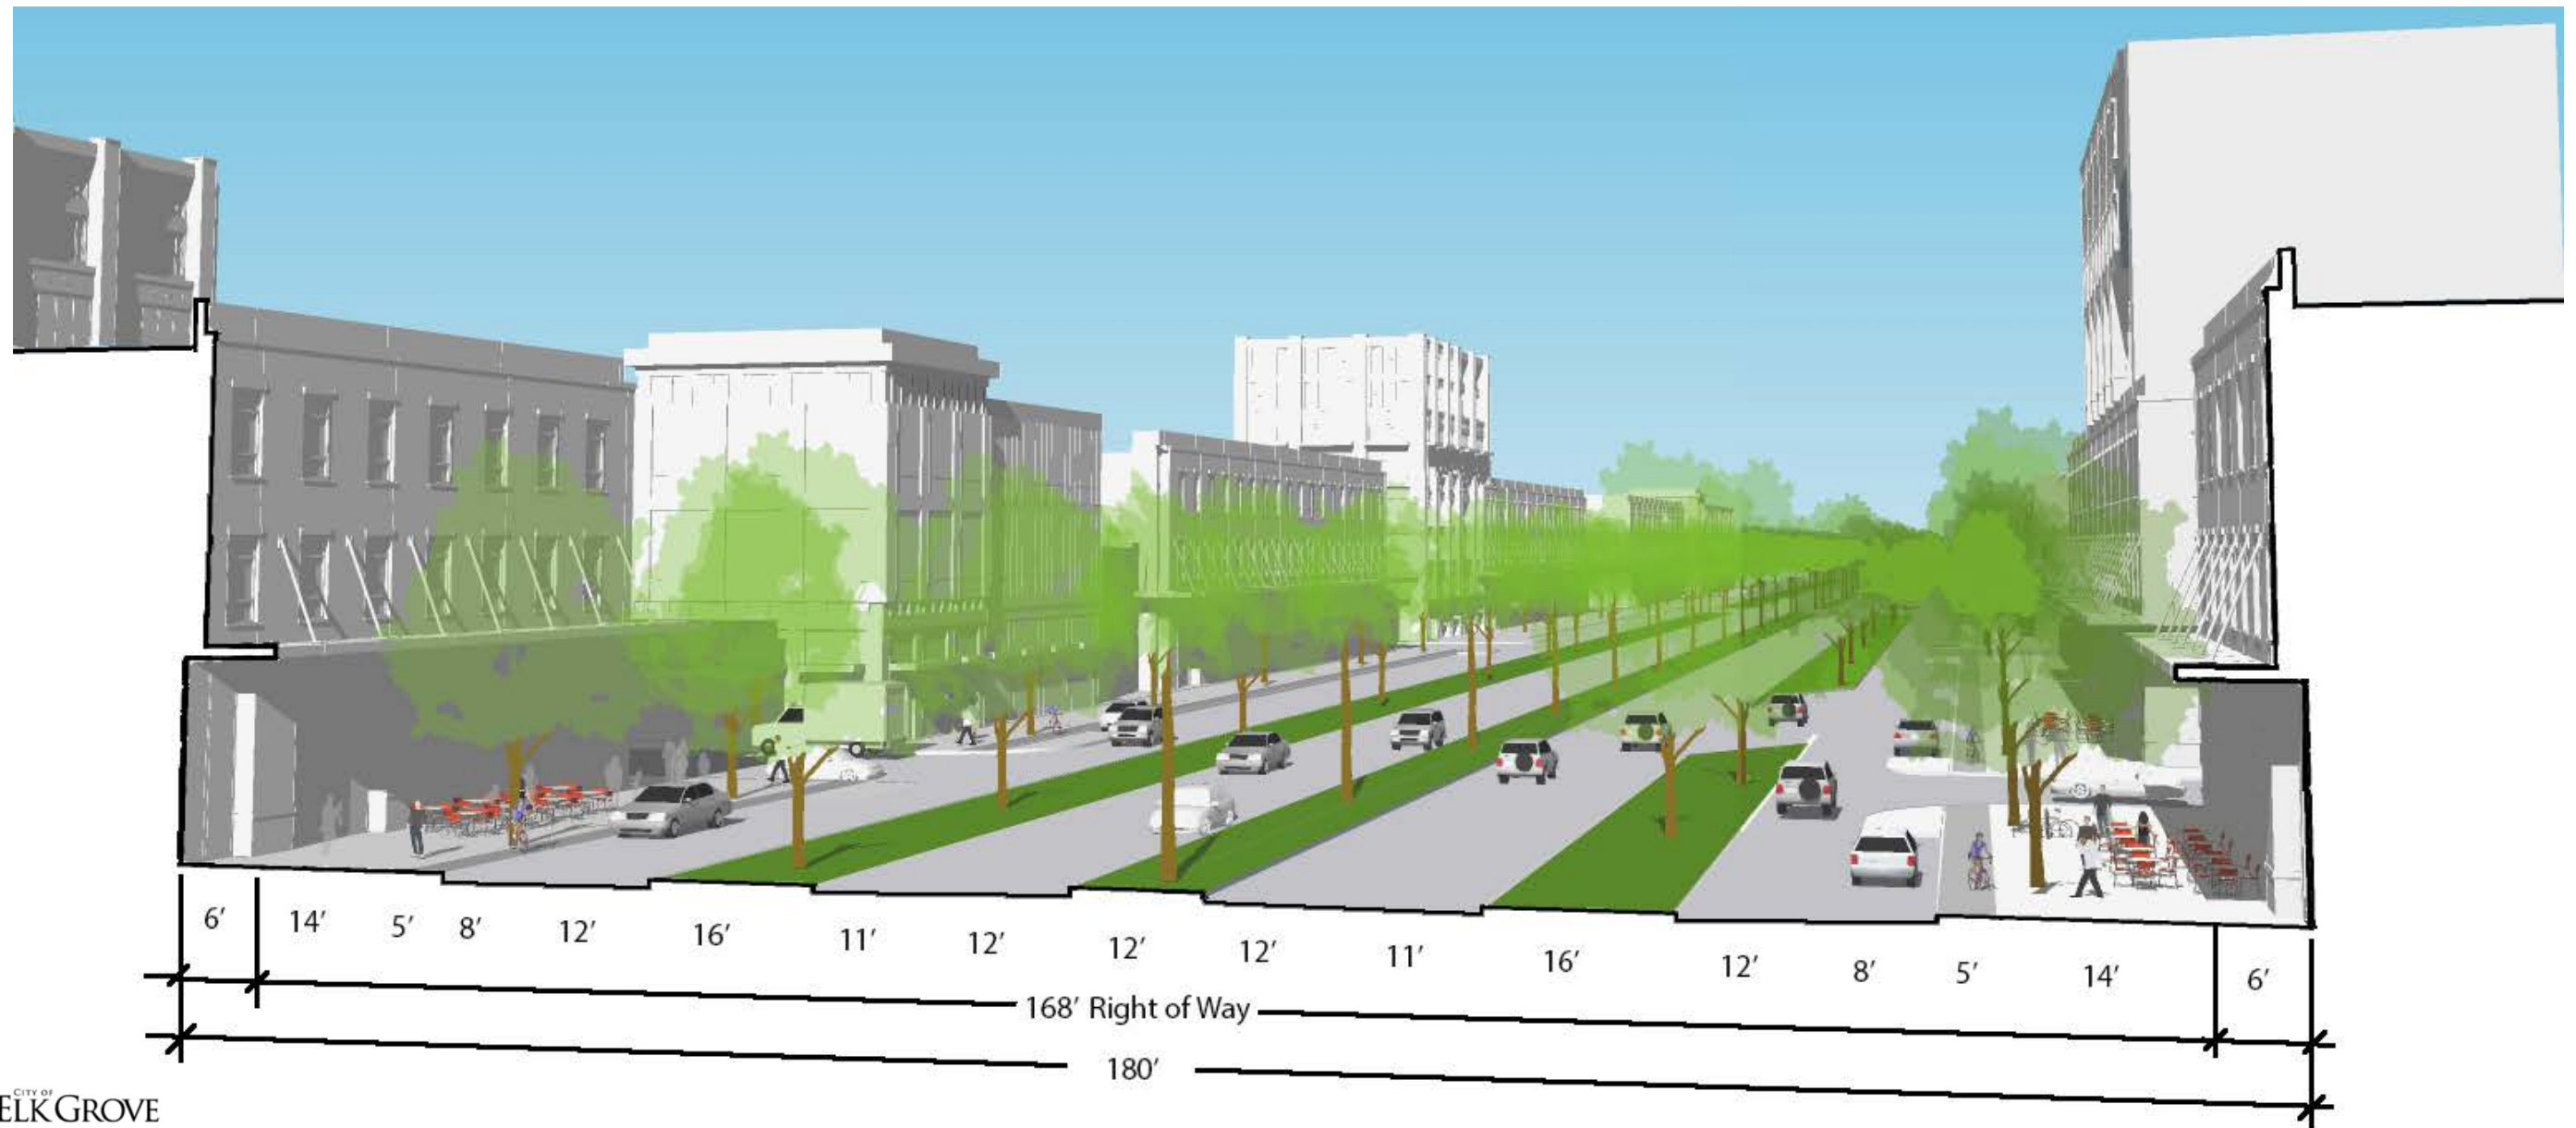 6’ 14’ 5’ 8’ 12’ 16’ 11’ 12’ 12’ 12’ 11’ 16’ 12’ 8’ 5’ 14’ 6’
168’ Right of Way
180’
CITY OF
ELK GROVE